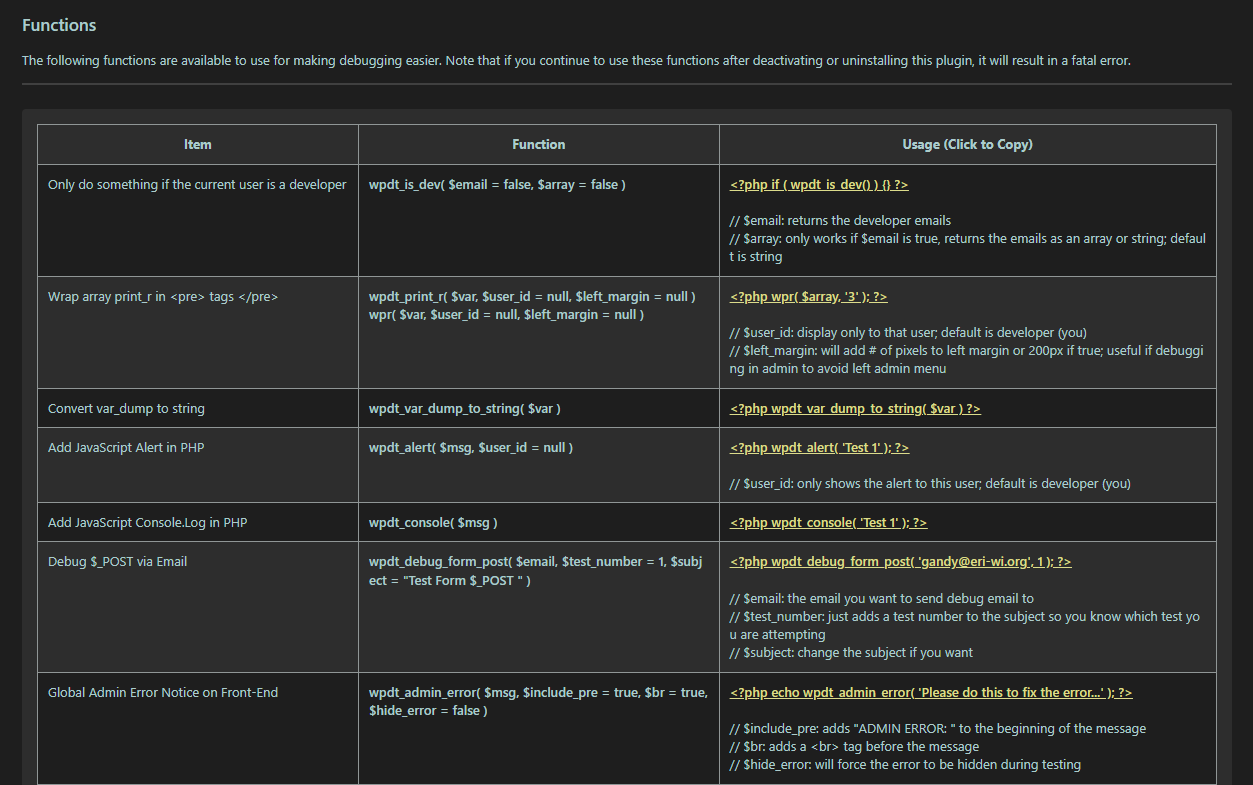 Functions
The following functions are available to use for making debugging easier. Note that if you continue to use these functions after deactivating or uninstalling this plugin, it will result in a fatal error.
Item
Function
Usage (Click to Copy)
Only do something if the current user is a developer
wpdt_is_dev( $email = false, $array = false )
<?php if ( wpdt_is_dev() ) {} ?>
// $email: returns the developer emails
// $array: only works if $email is true, returns the emails as an array or string; defaul
t is string
Wrap array print_r in <pre> tags </pre>
wpdt_print_r( $var, $user_id = null, $left_margin = null )
wpr( $var, $user_id = null, $left_margin = null )
<?php wpr( $array, '3' ); ?>
// $user_id: display only to that user; default is developer (you)
// $left_margin: will add # of pixels to left margin or 200px if true; useful if debuggi
ng in admin to avoid left admin menu
Convert var_dump to string
wpdt_var_dump_to_string( $var )
<?php wpdt_var_dump_to_string( $var ) ?>
Add JavaScript Alert in PHP
wpdt_alert( $msg, $user_id = null )
<?php wpdt_alert( 'Test 1' ); ?>
// $user_id: only shows the alert to this user; default is developer (you)
Add JavaScript Console.Log in PHP
wpdt_console( $msg )
<?php wpdt_console( 'Test 1' ); ?>
Debug $_POST via Email
wpdt_debug_form_post( $email, $test_number = 1, $subj
ect = "Test Form $_POST " )
<?php wpdt_debug_form_post( 'gandy@eri-wi.org', 1 ); ?>
// $email: the email you want to send debug email to
// $test_number: just adds a test number to the subject so you know which test yo
u are attempting
// $subject: change the subject if you want
Global Admin Error Notice on Front-End
wpdt_admin_error( $msg, $include_pre = true, $br = true,
$hide_error = false )
<?php echo wpdt_admin_error( 'Please do this to fix the error...' ); ?>
// $include_pre: adds "ADMIN ERROR: " to the beginning of the message
// $br: adds a <br> tag before the message
// $hide_error: will force the error to be hidden during testing